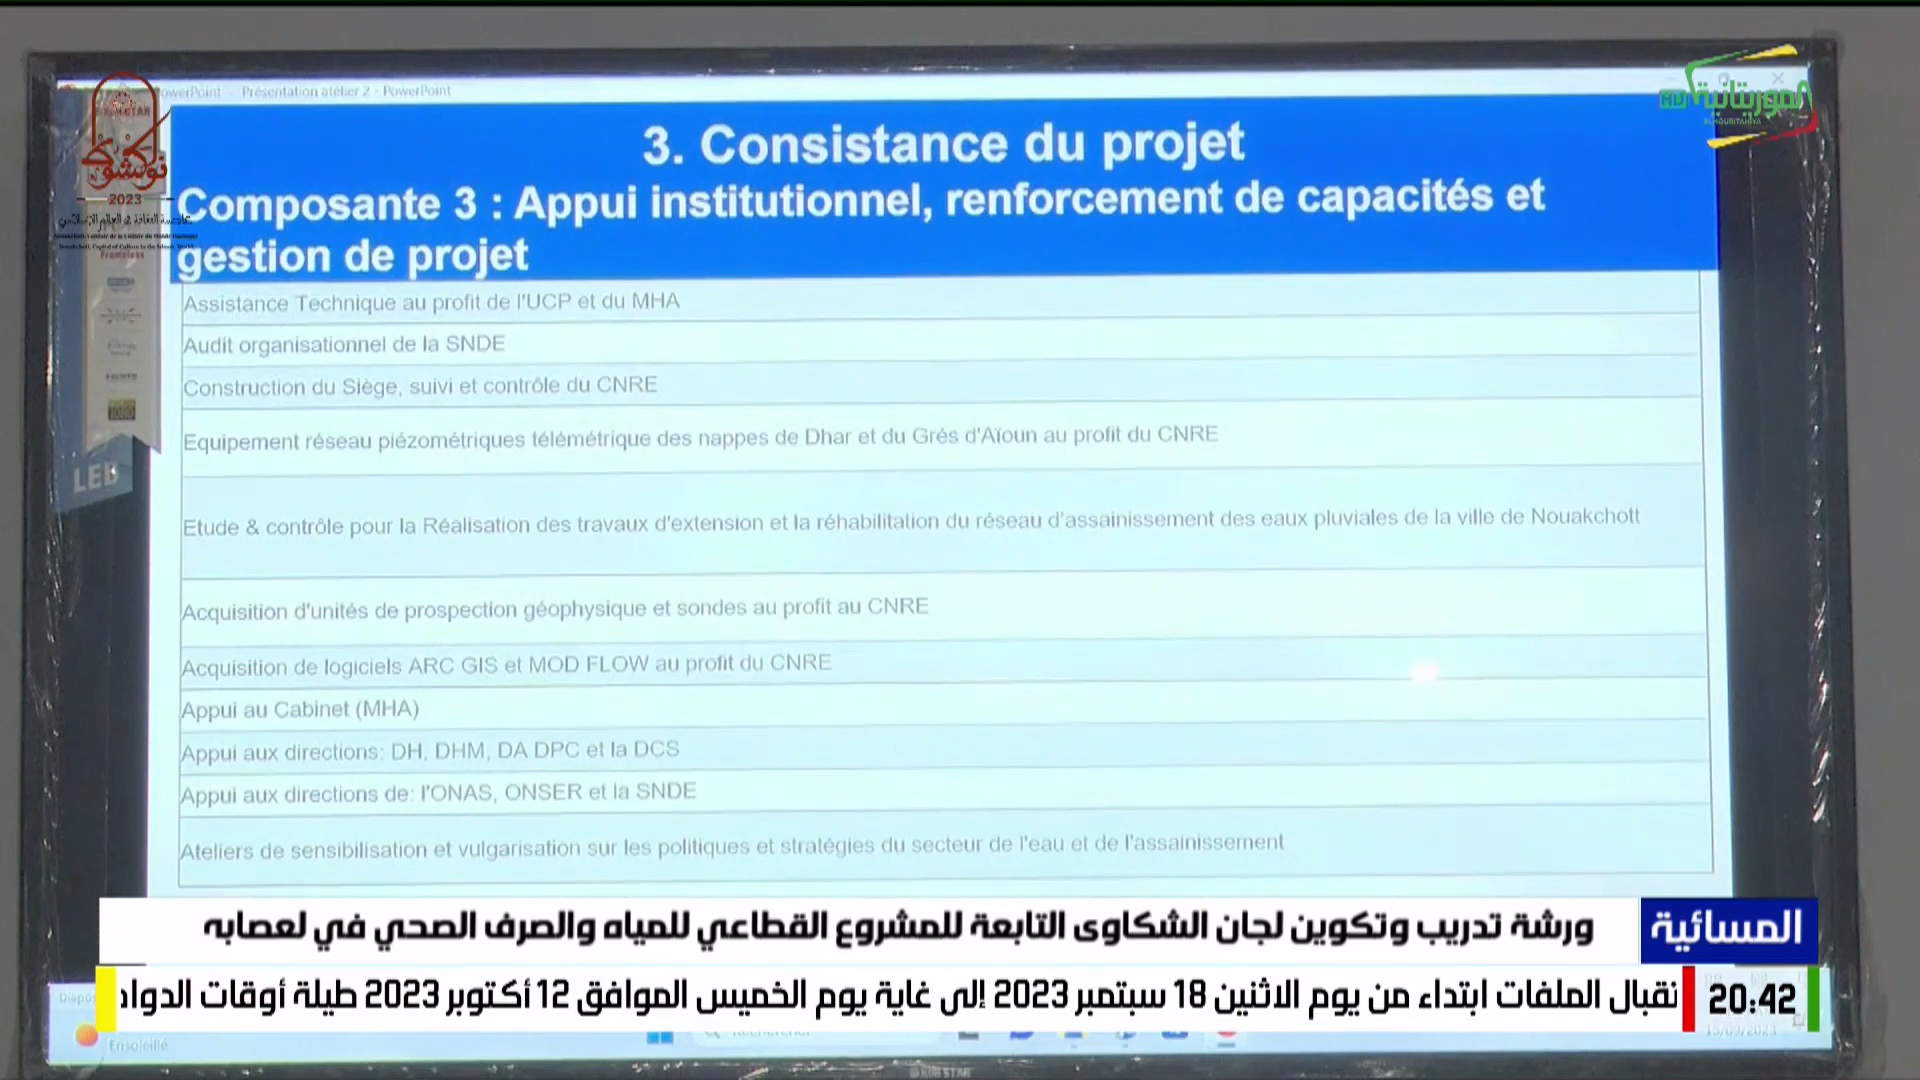 PowerPoint - Présentation atélier 2 - PowerPoint
الموريتانية
HD
ELMOURITANIYA
3. Consistance du projet
Composante 3 : Appui institutionnel, renforcement de capacités et
gestion de projet
نواكشوط
2023
Assistance Technique au profit de l'UCP et du MHA
Audit organisationnel de la SNDE
Construction du Siège, suivi et contrôle du CNRE
Equipement réseau piézométriques télémétrique des nappes de Dhar et du Grés d'Aïoun au profit du CNRE
LED
Etude & contrôle pour la Réalisation des travaux d'extension et la réhabilitation du réseau d'assainissement des eaux pluviales de la ville de Nouakchott
Acquisition d'unités de prospection géophysique et sondes au profit au CNRE
Acquisition de logiciels ARC GIS et MOD FLOW au profit du CNRE
Appui au Cabinet (MHA)
Appui aux directions: DH, DHM, DA DPC et la DCS
Appui aux directions de: l'ONAS, ONSER et la SNDE
Ateliers de sensibilisation et vulgarisation sur les politiques et stratégies du secteur de l'eau et de l'assainissement
المسائية
ورشة تدريب وتكوين لجان الشكاوى التابعة للمشروع القطاعي للمياه والصرف الصحي في لعصابه
20:42
نقبال الملفات ابتداء من يوم الاثنين 18 سبتمبر 2023 إلى غاية يوم الخميس الموافق 12 أكتوبر 2023 طيلة أوقات الدوا
Rechercher
Ensoleillé